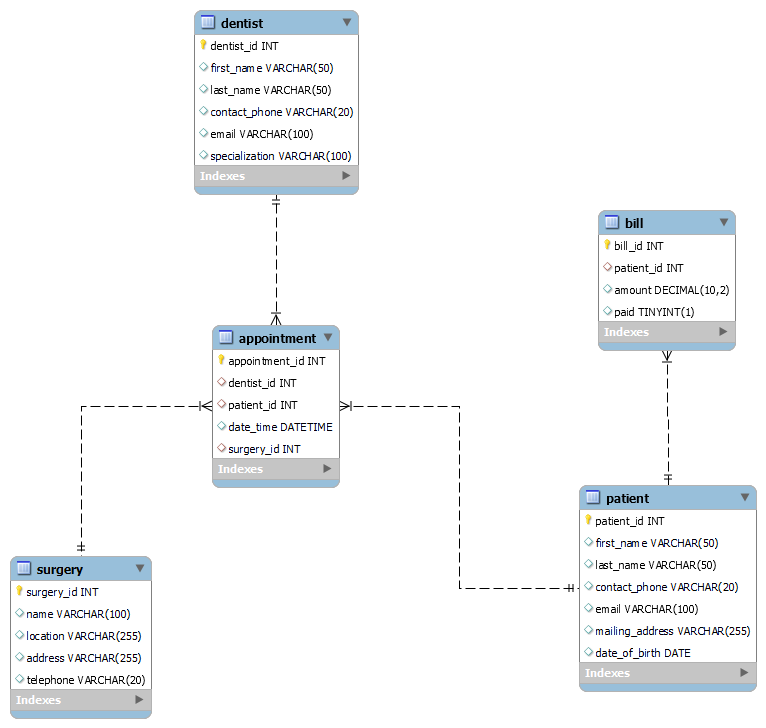 dentist
dentist_id INT
first_name VARCHAR(50)
last_name VARCHAR(50)
contact_phone VARCHAR(20)
email VARCHAR(100)
specialization VARCHAR(100)
Indexes
bill
bill_id INT
patient_id INT
amount DECIMAL(10,2)
paid TINYINT(1)
Indexes
appointment
appointment_id INT
dentist_id INT
patient_id INT
date_time DATETIME
surgery_id INT
Indexes
patient
patient_id INT
first_name VARCHAR(50)
last_name VARCHAR(50)
contact_phone VARCHAR(20)
email VARCHAR(100)
mailing_address VARCHAR(255)
date_of_birth DATE
Indexes
surgery
surgery_id INT
name VARCHAR(100)
location VARCHAR(255)
address VARCHAR(255)
telephone VARCHAR(20)
Indexes